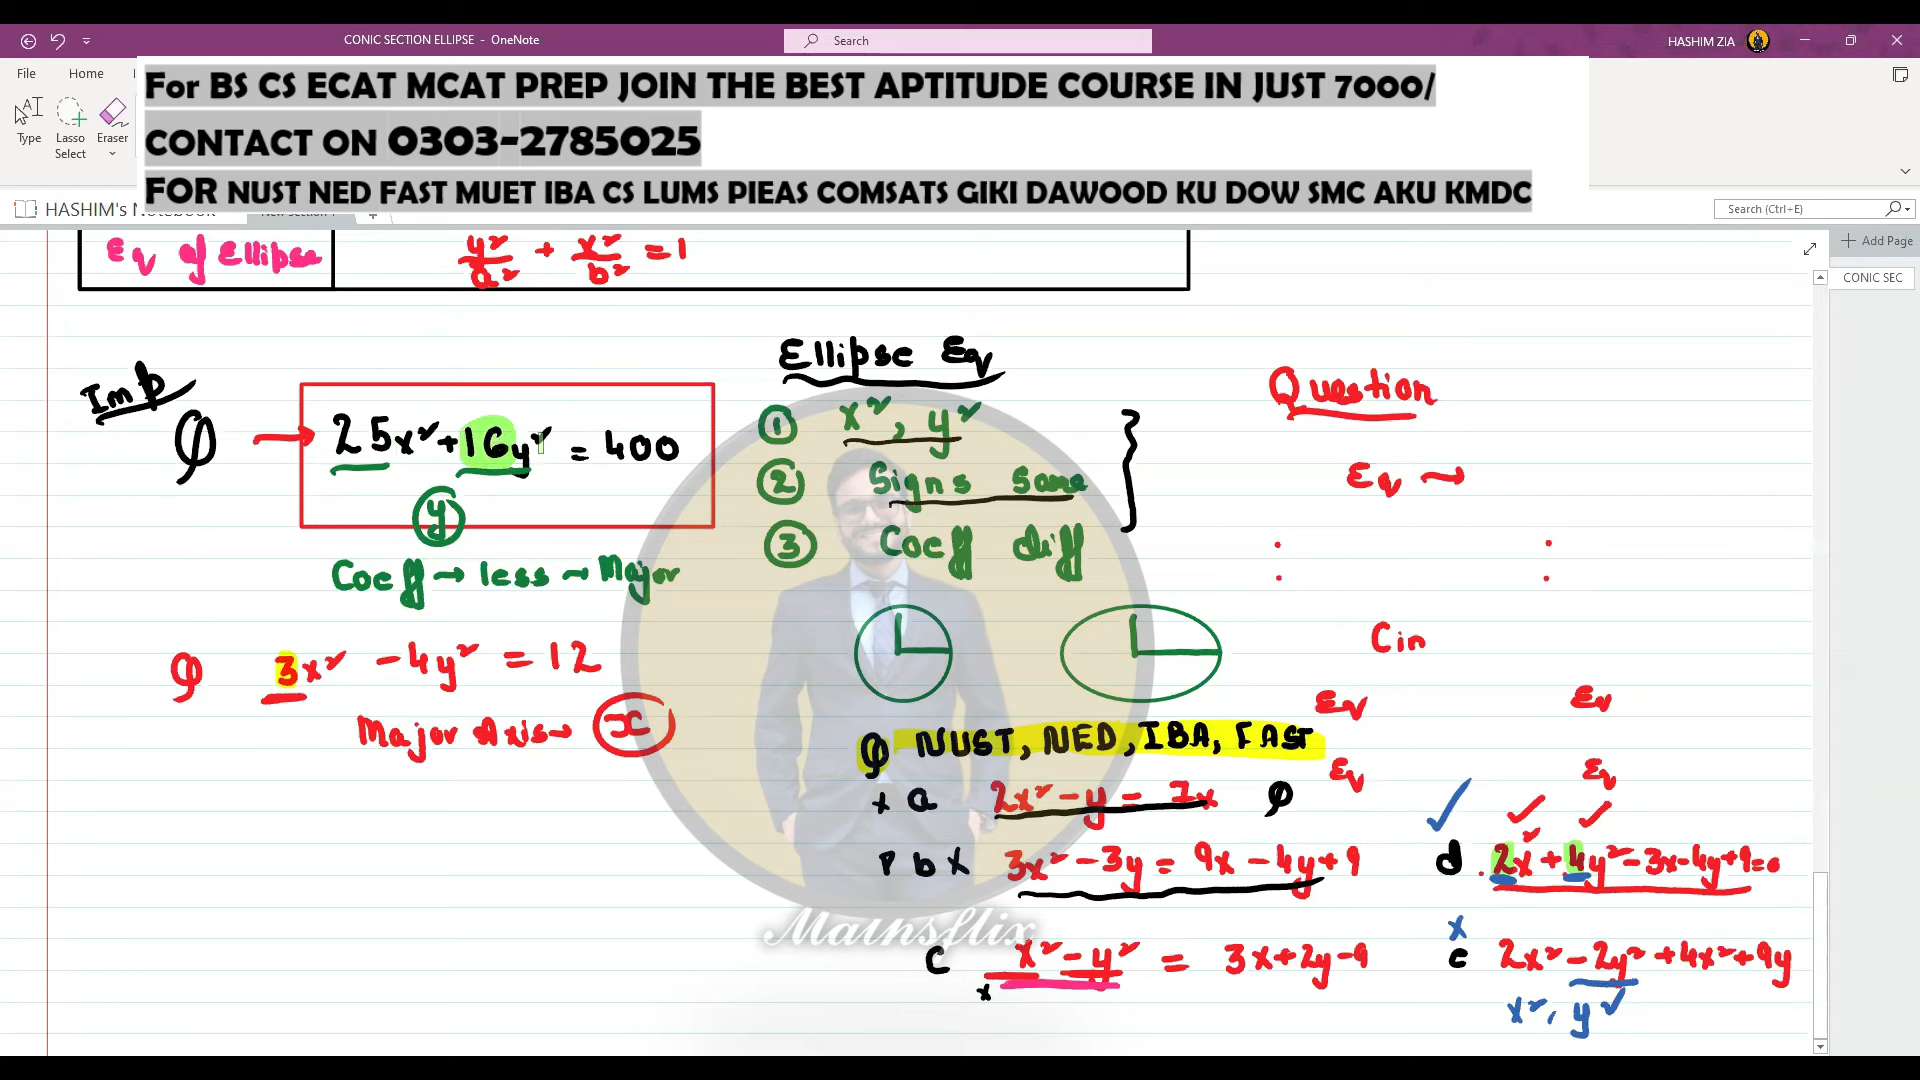 CONIC SECTION ELLIPSE - OneNote
Search
HASHIM ZIA
File
Home
For BS CS ECAT MCAT PREP JOIN THE BEST APTITUDE COURSE IN JUST 7000/
CONTACT ON 0303-2785025
FOR NUST NED FAST MUET IBA CS LUMS PIEAS COMSATS GIKI DAWOOD KU DOW SMC AKU KMDC
Type
Lasso Select
Eraser
HASHIM's Notebook
Search (Ctrl+E)
Add Page
CONIC SEC
Eq of Ellipse
y²/a² + x²/b² = 1
Imp
Q → 25x²+16y² = 400
y
Coeff → less → Major
Q 3x² - 4y² = 12
Major Axis → x
Ellipse Eq
① x², y²
② Signs Same
③ Coeff diff
Question
Eq →
Cin
Eq Eq
Q NUST, NED, IBA, FAST
Eq Eq
x a 2x² - y = 7x Q
P b x 3x² - 3y = 9x - 4y + 9
d. 2x² + 4y² - 3x - 4y + 9 = 0
Mainsflix
C x² - y² = 3x + 2y - 9
x
x
c 2x² - 2y² + 4x² + 9y
x², y